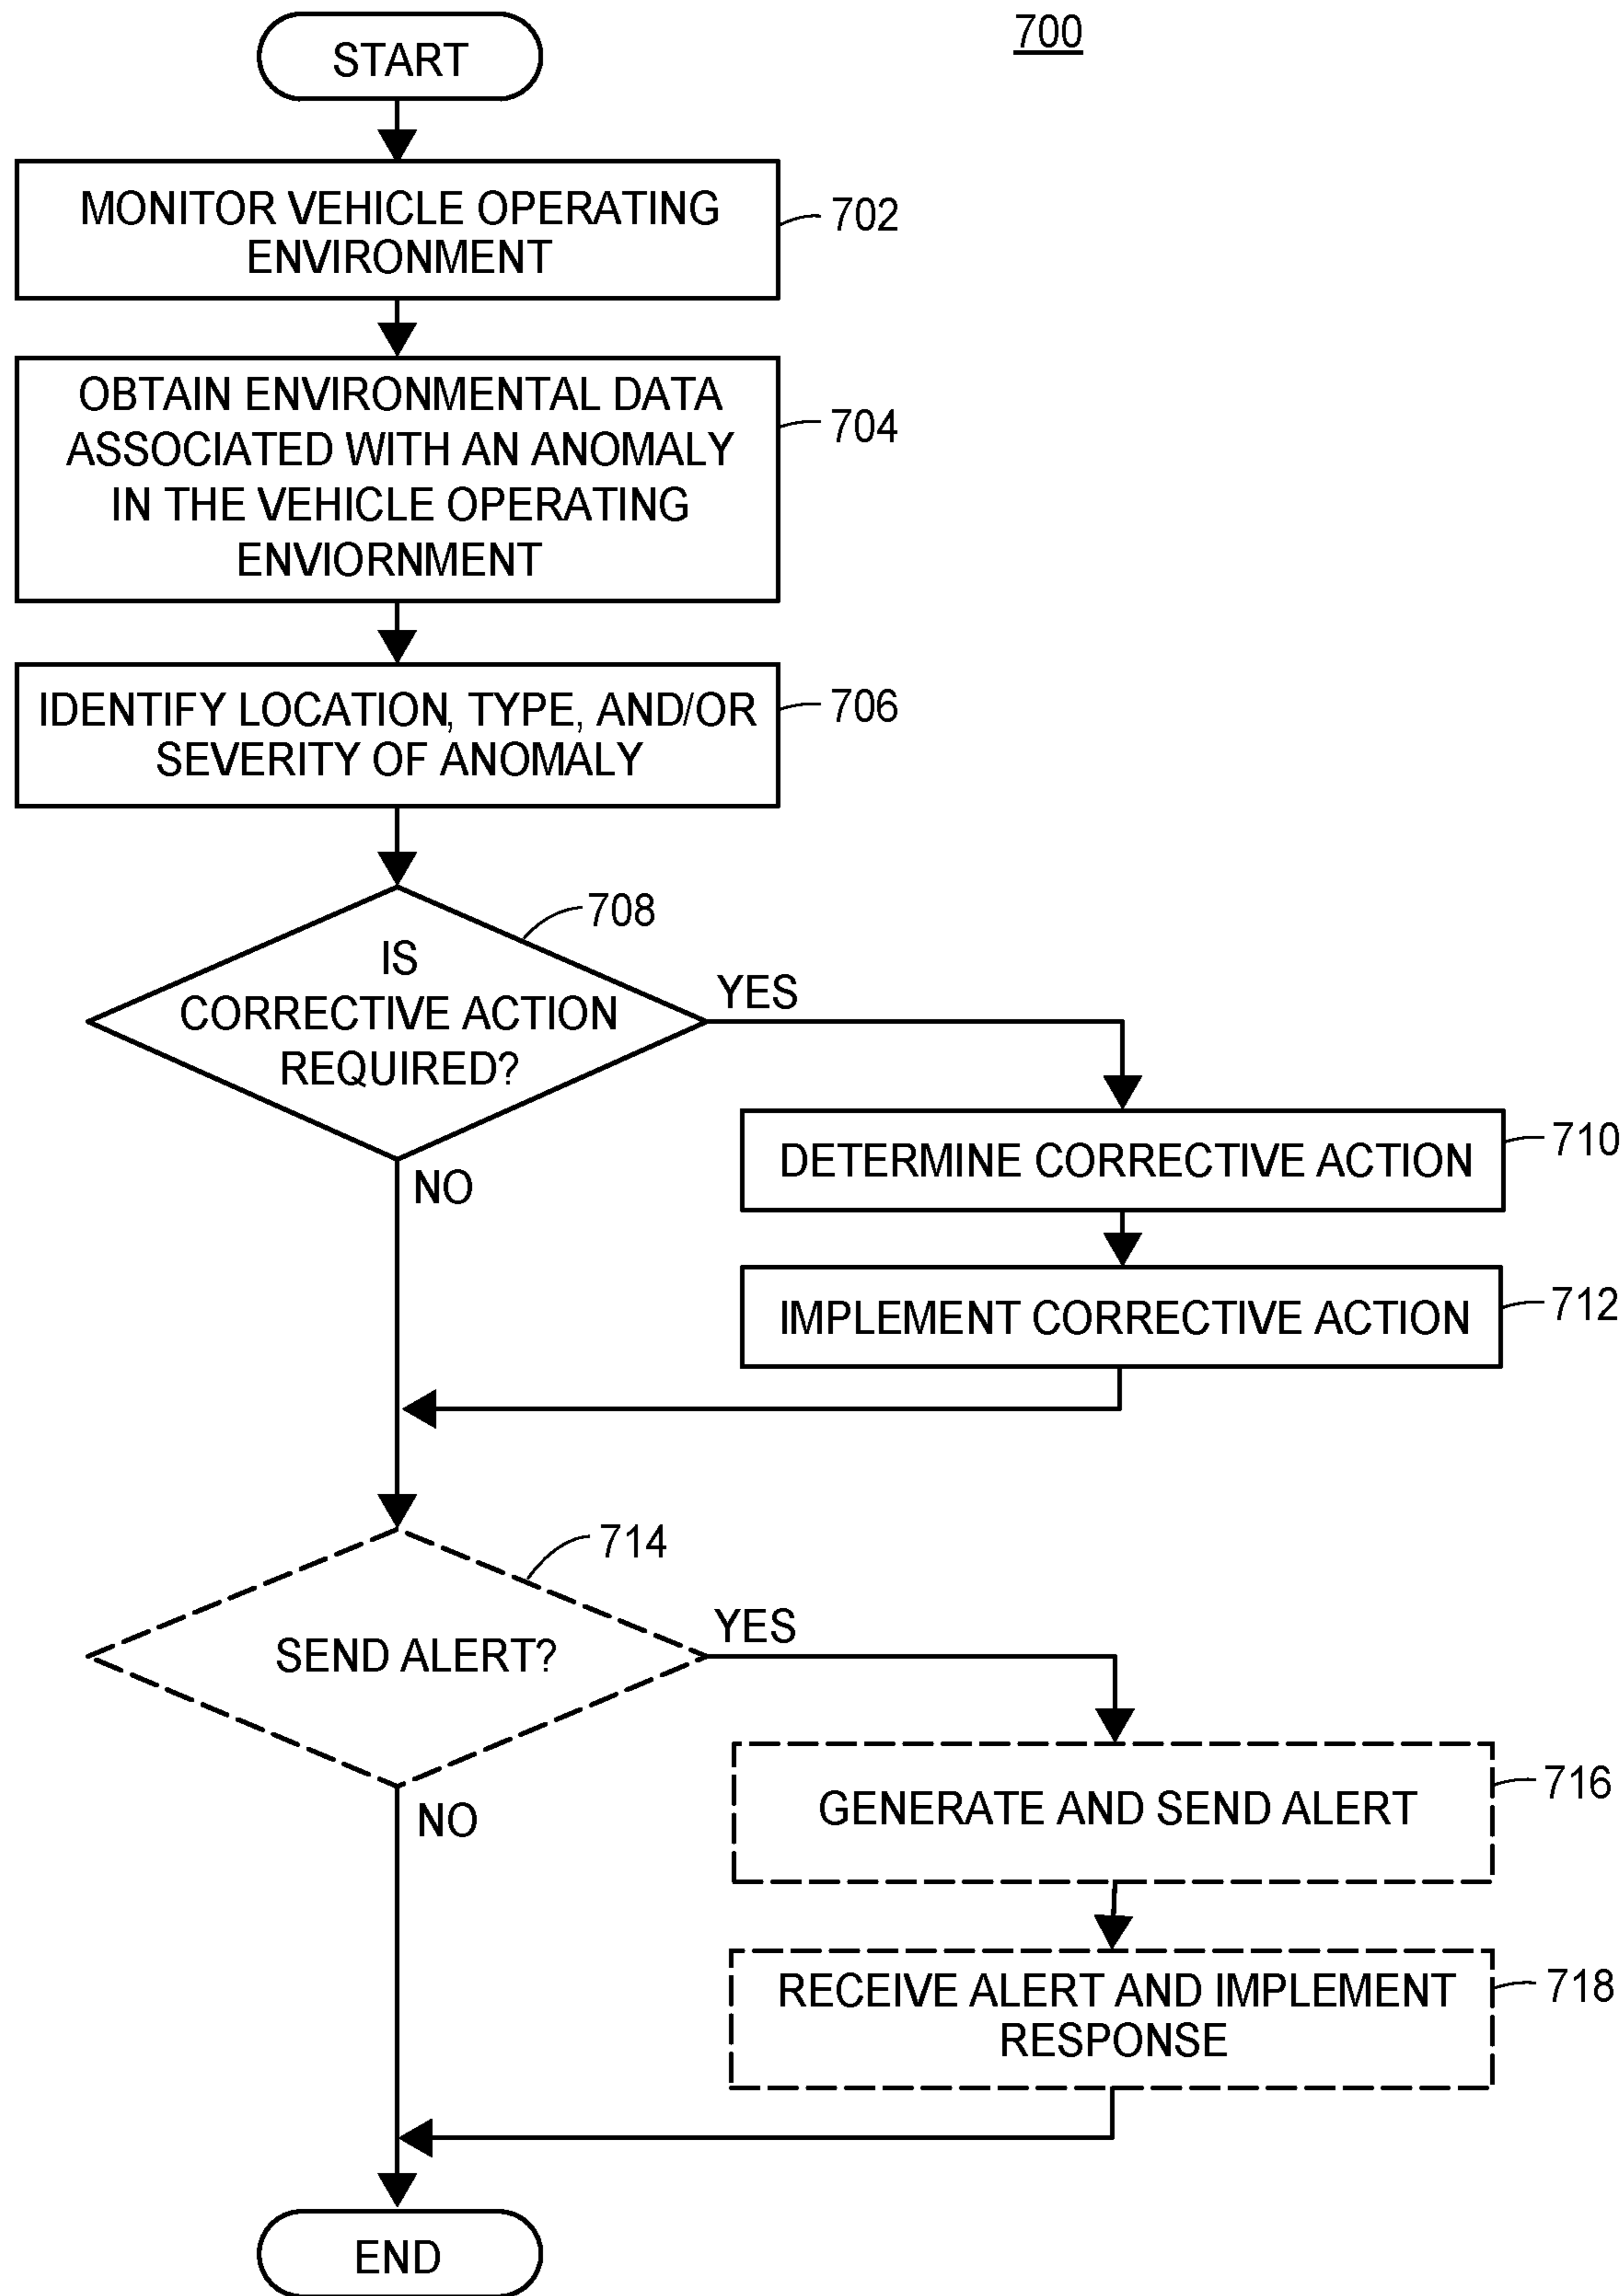 700
START
MONITOR VEHICLE OPERATING
ENVIRONMENT
702
OBTAIN ENVIRONMENTAL DATA
ASSOCIATED WITH AN ANOMALY
IN THE VEHICLE OPERATING
ENVIORNMENT
704
IDENTIFY LOCATION, TYPE, AND/OR
SEVERITY OF ANOMALY
706
708
IS
CORRECTIVE ACTION
REQUIRED?
YES
NO
DETERMINE CORRECTIVE ACTION
710
IMPLEMENT CORRECTIVE ACTION
712
714
SEND ALERT?
YES
NO
GENERATE AND SEND ALERT
716
RECEIVE ALERT AND IMPLEMENT
RESPONSE
718
END